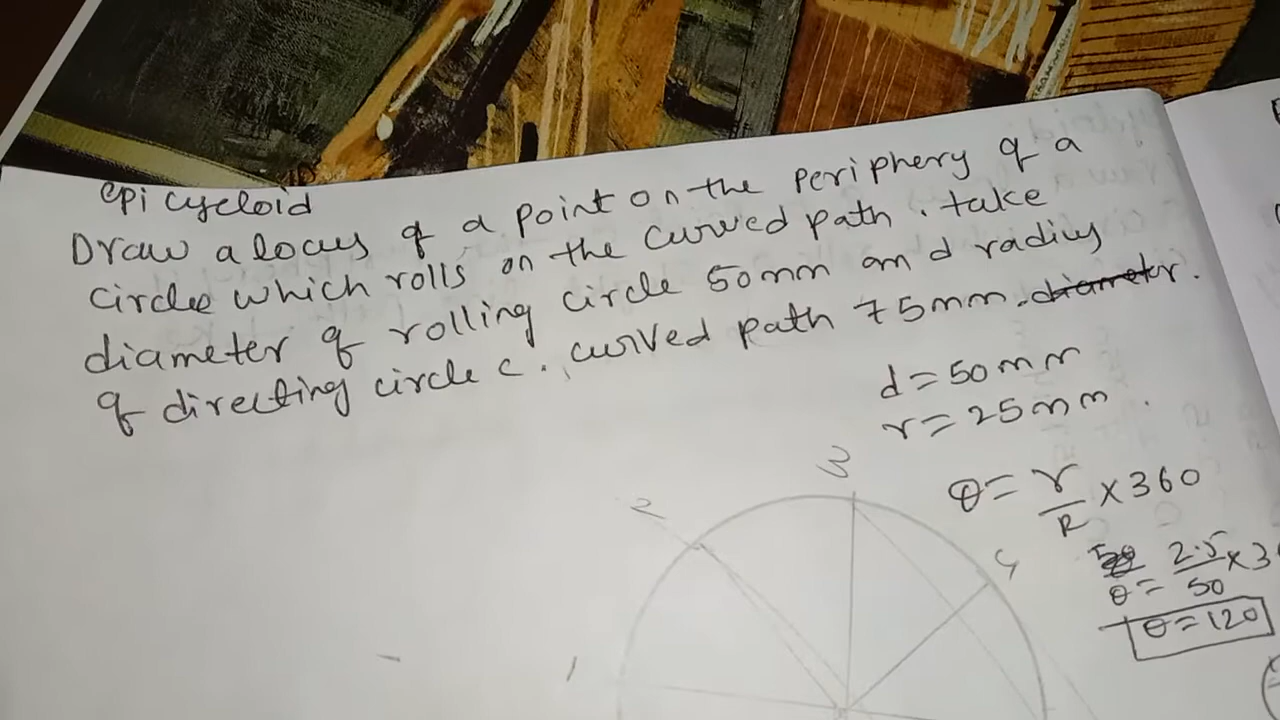 epicycloid
Draw a locus of a point on the periphery of a
circle which rolls on the curved path. take
diameter of rolling circle 50mm and radius
of directing circle c. curved path 75mm. diameter.
d=50mm
r=25mm.
θ= r/R ×360
θ= 2.5/50 ×3
θ=120
1
2
3
4